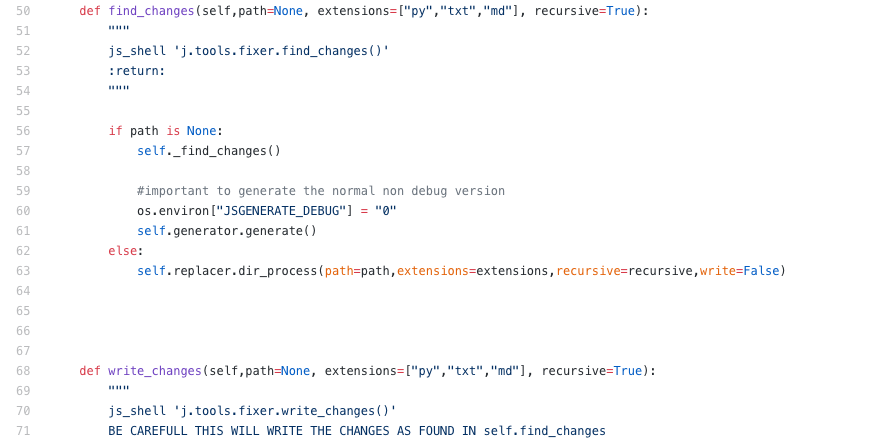 50 def find_changes(self,path=None, extensions=["py","txt","md"], recursive=True):
51 """
52 js_shell 'j.tools.fixer.find_changes()'
53 :return:
54 """
55
56 if path is None:
57 self._find_changes()
58
59 #important to generate the normal non debug version
60 os.environ["JSGENERATE_DEBUG"] = "0"
61 self.generator.generate()
62 else:
63 self.replacer.dir_process(path=path,extensions=extensions,recursive=recursive,write=False)
64
65
66
67
68 def write_changes(self,path=None, extensions=["py","txt","md"], recursive=True):
69 """
70 js_shell 'j.tools.fixer.write_changes()'
71 BE CAREFULL THIS WILL WRITE THE CHANGES AS FOUND IN self.find_changes